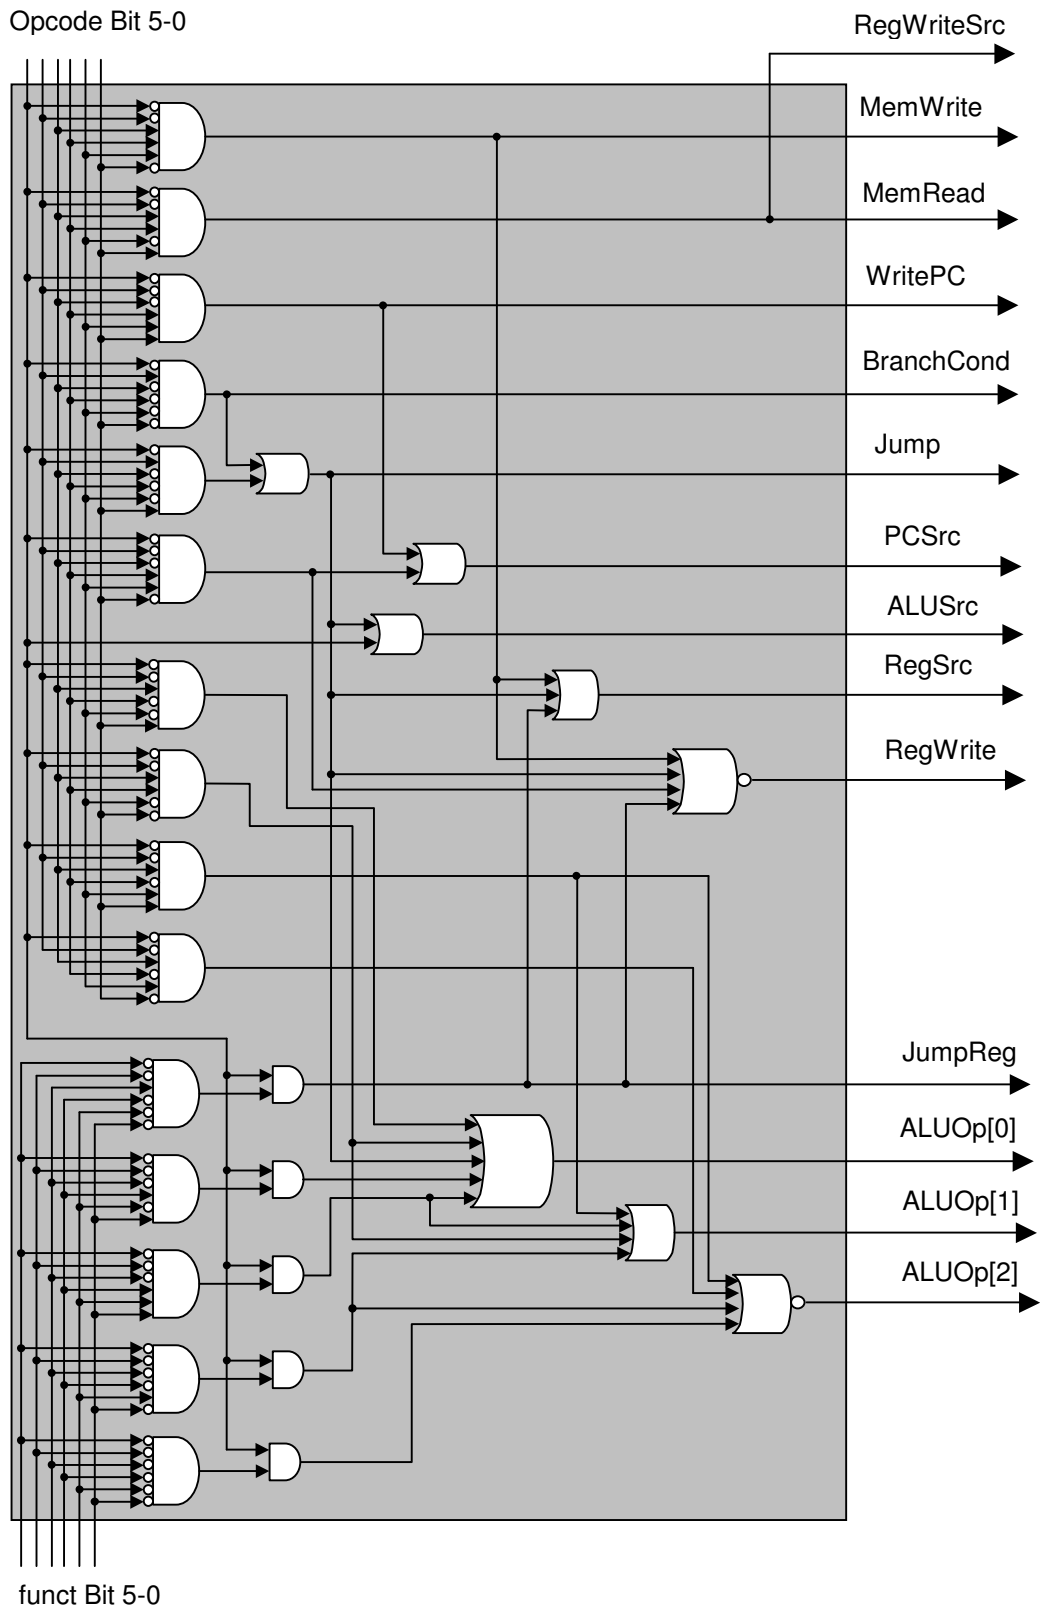 Opcode Bit 5-0
RegWriteSrc
MemWrite
MemRead
WritePC
BranchCond
Jump
PCSrc
ALUSrc
RegSrc
RegWrite
JumpReg
ALUOp[0]
ALUOp[1]
ALUOp[2]
funct Bit 5-0